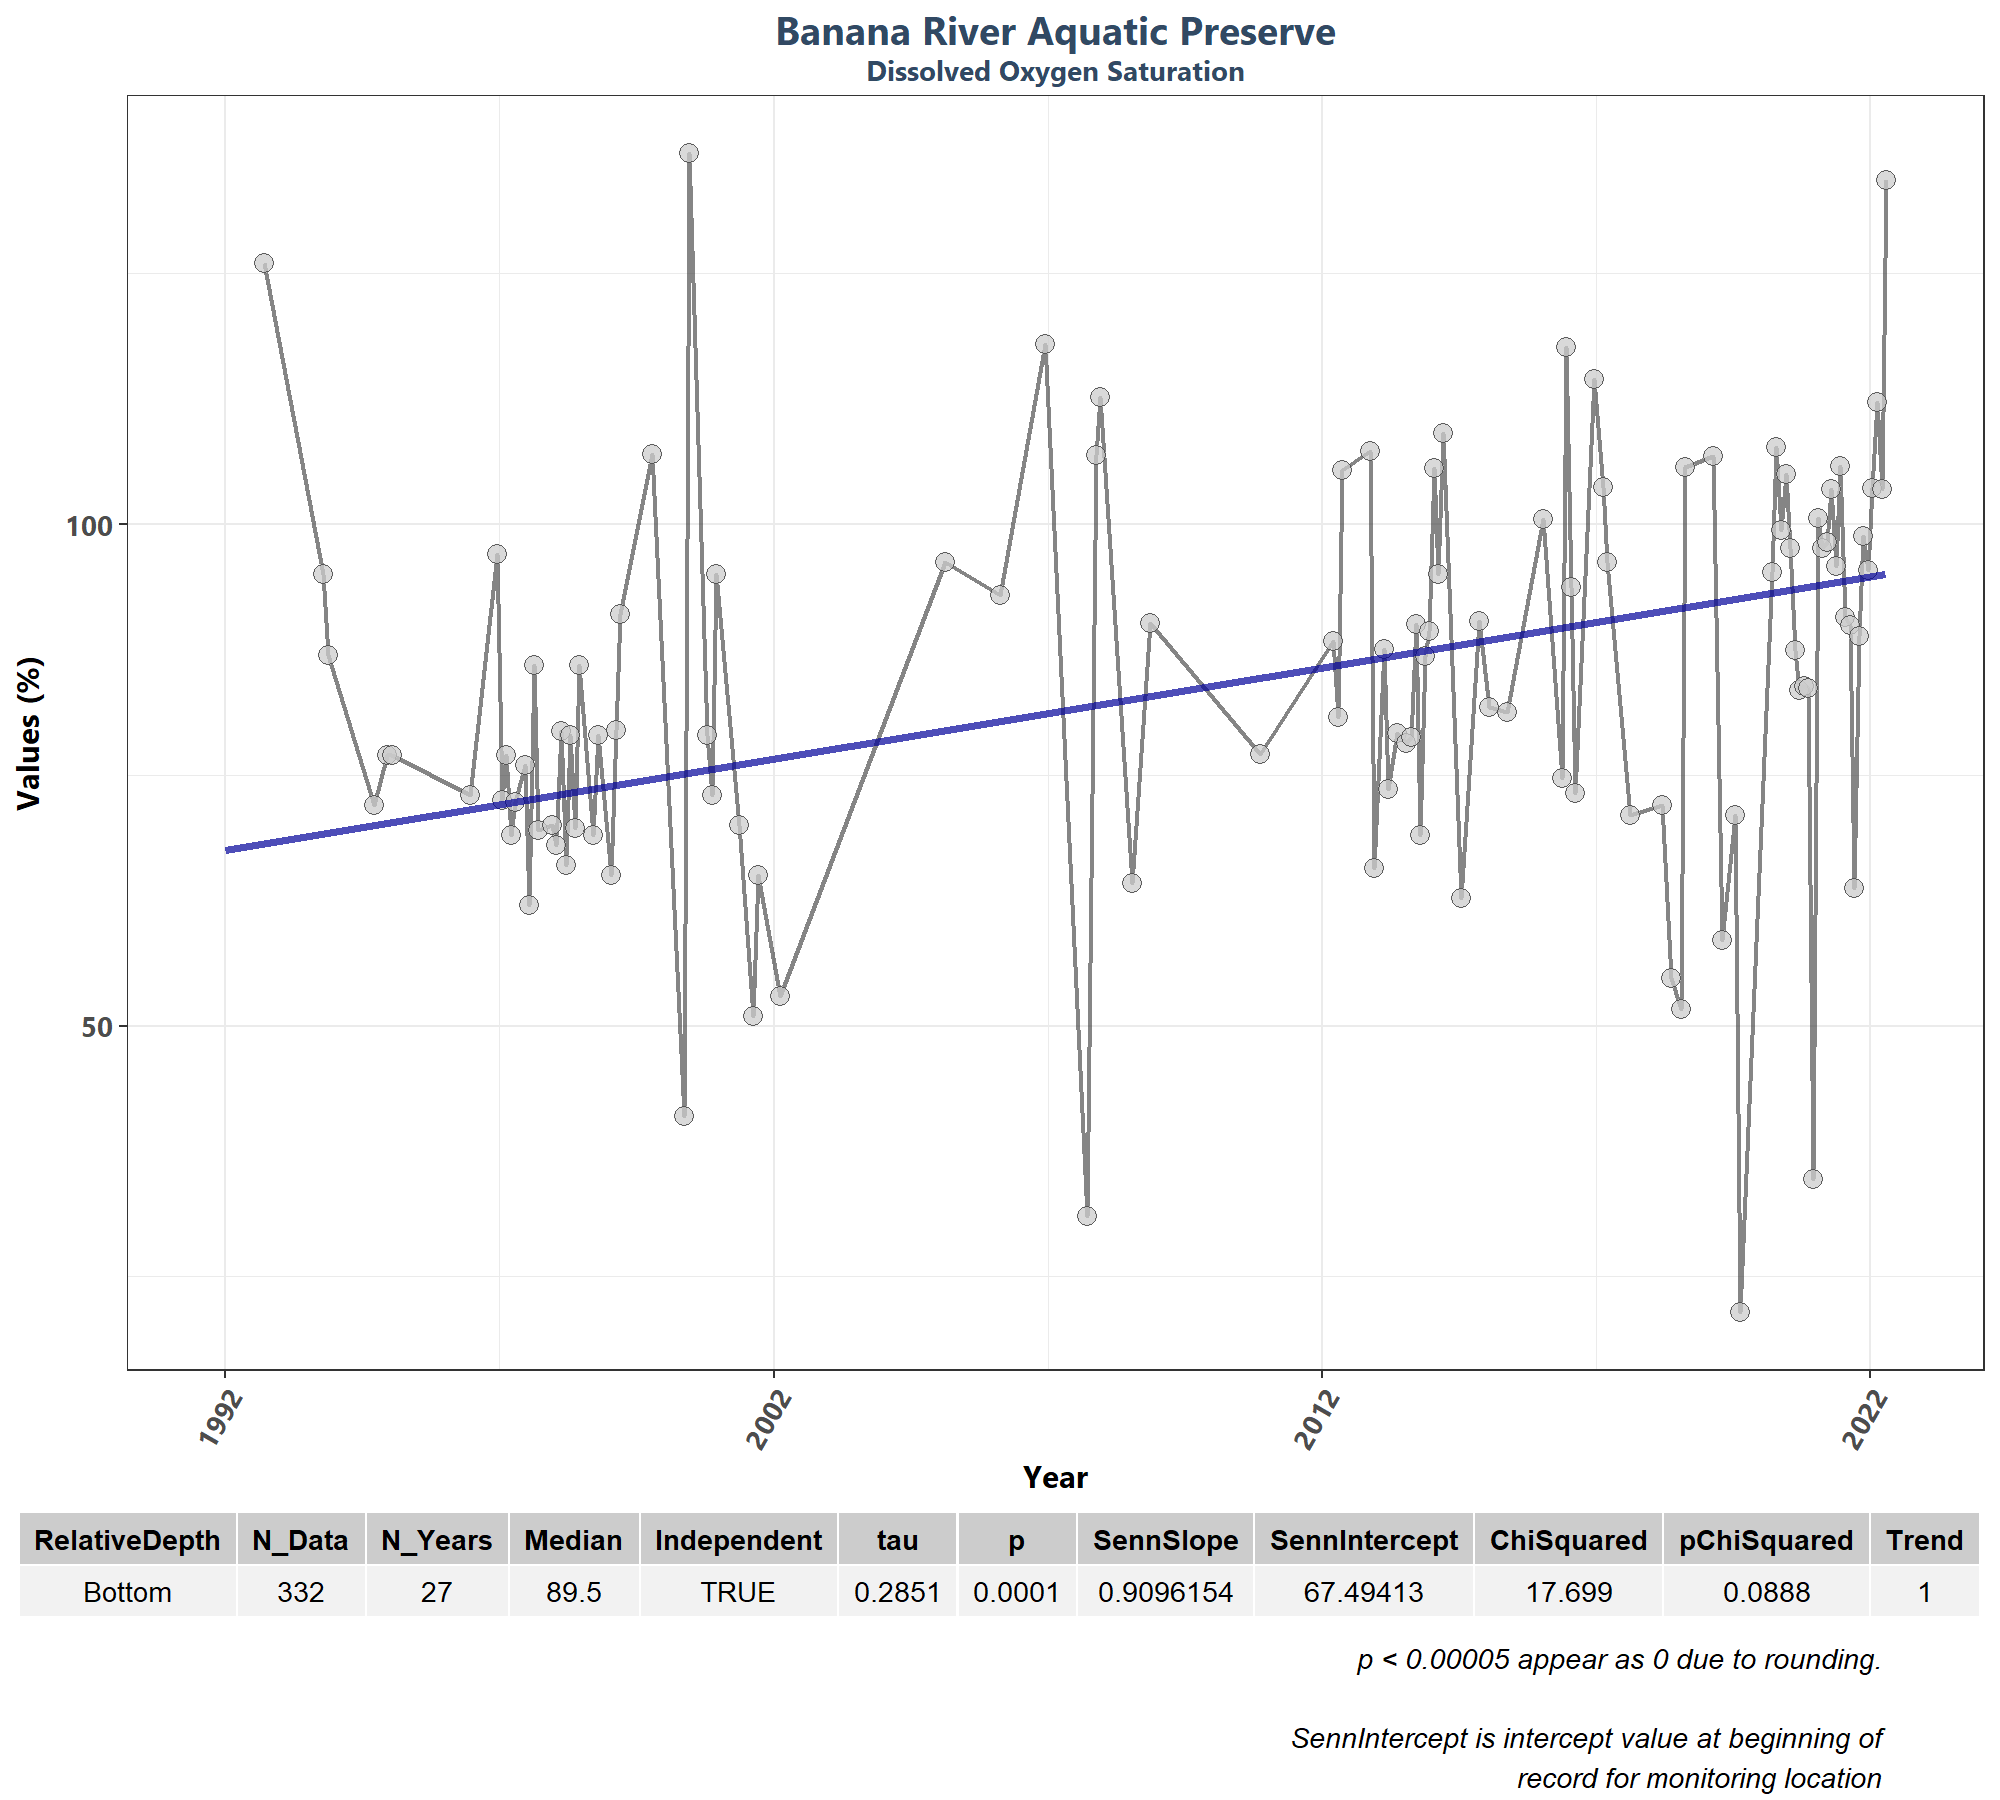 Banana River Aquatic Preserve
Dissolved Oxygen Saturation
Values (%)
100
50
1992 2002 2012 2022
Year
RelativeDepth N_Data N_Years Median Independent tau p SennSlope SennIntercept ChiSquared pChiSquared Trend
Bottom 332 27 89.5 TRUE 0.2851 0.0001 0.9096154 67.49413 17.699 0.0888 1
p < 0.00005 appear as 0 due to rounding.
SennIntercept is intercept value at beginning of
record for monitoring location